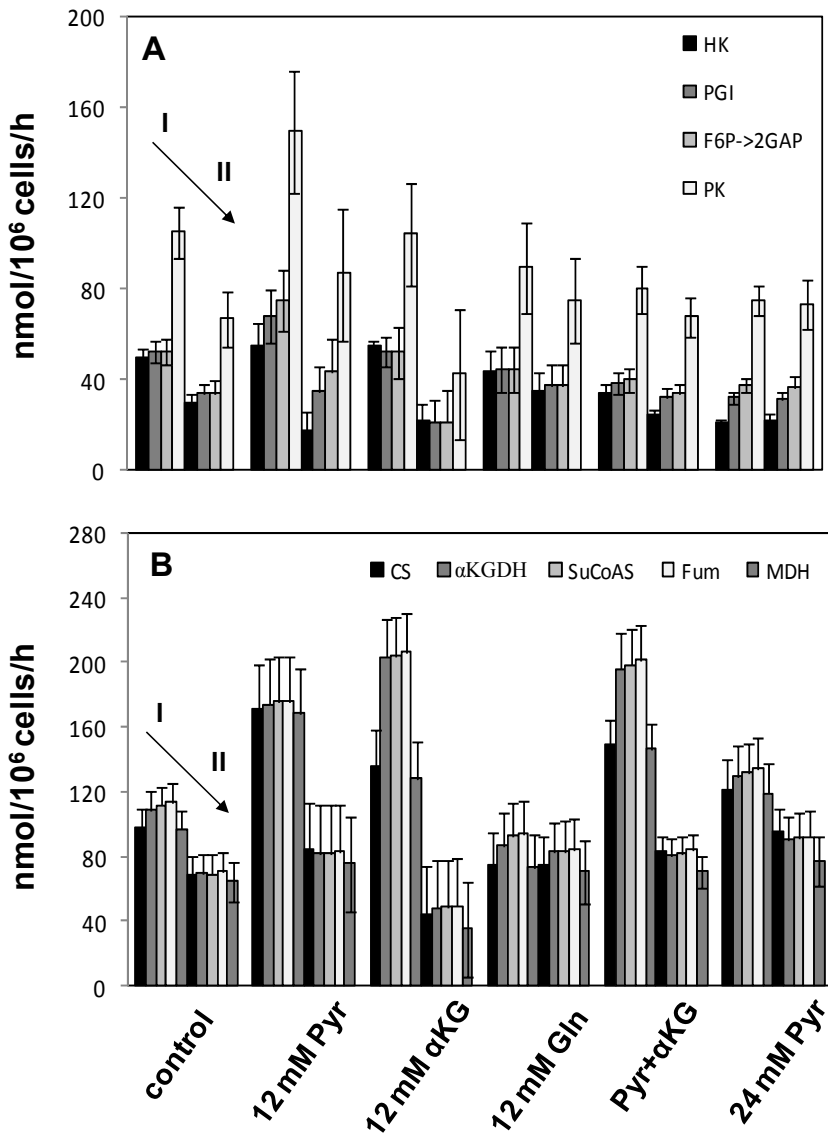 200
160
120
80
40
0
nmol/10⁶ cells/h
A
I
II
HK
PGI
F6P->2GAP
PK
280
240
200
160
120
80
40
0
nmol/10⁶ cells/h
B
I
II
CS
αKGDH
SuCoAS
Fum
MDH
control
12 mM Pyr
12 mM αKG
12 mM Gln
Pyr+αKG
24 mM Pyr